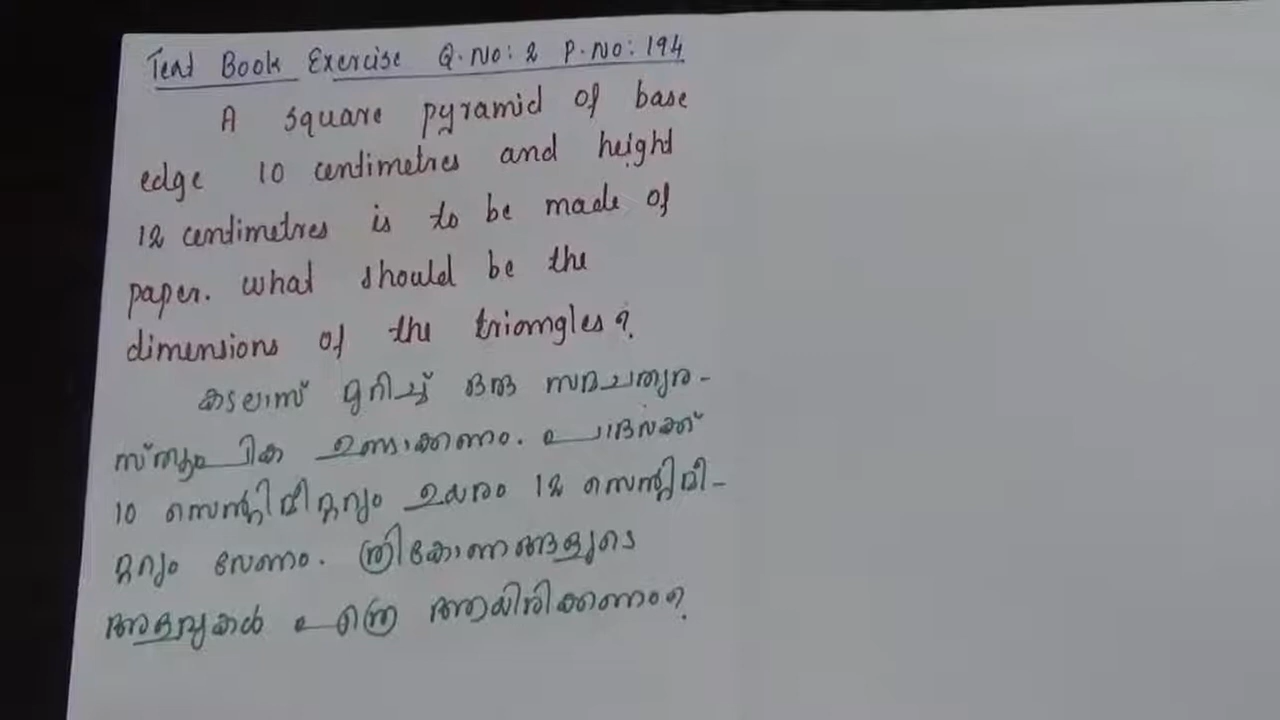 Text Book Exercise Q.No: 2 P.No: 194
A square pyramid of base
edge 10 centimetres and height
12 centimetres is to be made of
paper. what should be the
dimensions of the triangles?
കടലാസ് മുറിച്ച് ഒരു സമചതുര-
സ്തൂപിക ഉണ്ടാക്കണം. പാദവക്ക്
10 സെന്റിമീറ്ററും ഉയരം 12 സെന്റിമീ-
റ്ററും വേണം. ത്രികോണങ്ങളുടെ
അളവുകൾ എത്ര ആയിരിക്കണം?